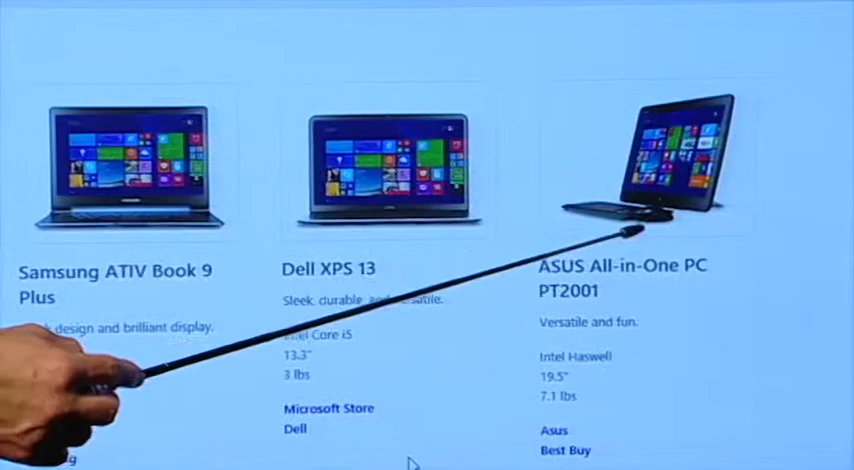 Samsung ATIV Book 9
Plus
design and brilliant display.
Dell XPS 13
Sleek, durable, and
Intel Core i5
13.3"
3 lbs
Microsoft Store
Dell
ASUS All-in-One PC
PT2001
Versatile and fun.
Intel Haswell
19.5"
7.1 lbs
Asus
Best Buy